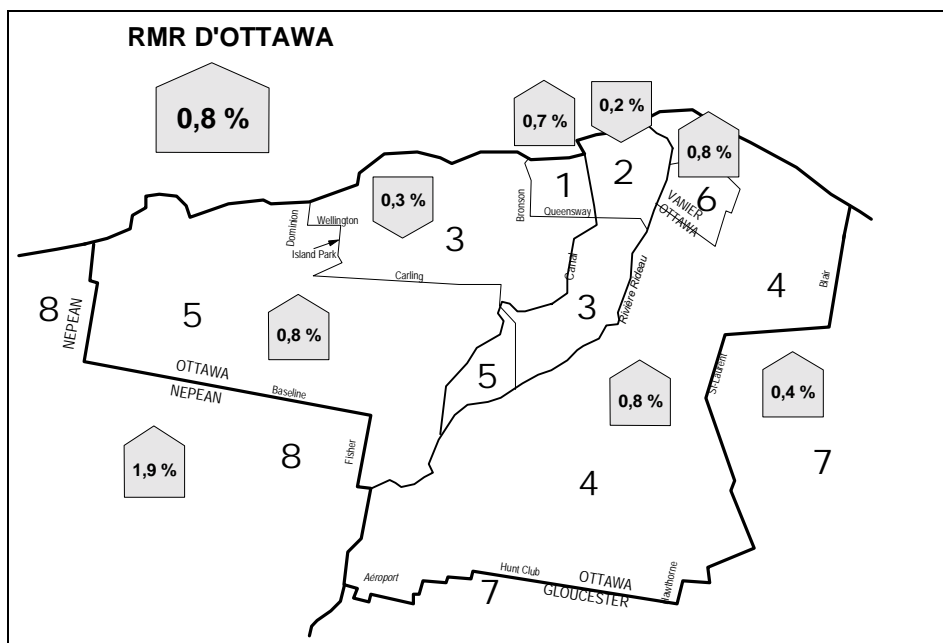 RMR D'OTTAWA
0,8 %
0,7 %
0,2 %
0,8 %
1
2
6
VANIER
OTTAWA
Bronson
Queensway
0,3 %
3
Dominion
Wellington
Island Park
Carling
Canal
Rivière Rideau
3
4
Blair
8
NEPEAN
5
0,8 %
OTTAWA
NEPEAN
Baseline
5
St-Laurent
0,8 %
0,4 %
1,9 %
8
Fisher
4
7
Aéroport
Hunt Club
7
OTTAWA
GLOUCESTER
Hawthorne